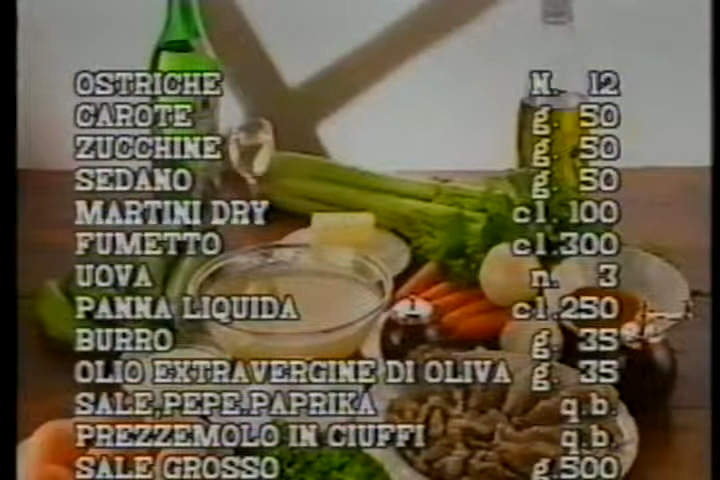 OSTRICHE N. 12
CAROTE g. 50
ZUCCHINE g. 50
SEDANO g. 50
MARTINI DRY cl.100
FUMETTO cl.300
UOVA n. 3
PANNA LIQUIDA cl.250
BURRO g. 35
OLIO EXTRAVERGINE DI OLIVA g. 35
SALE,PEPE.PAPRIKA q.b.
PREZZEMOLO IN CIUFFI q.b.
SALE GROSSO g.500